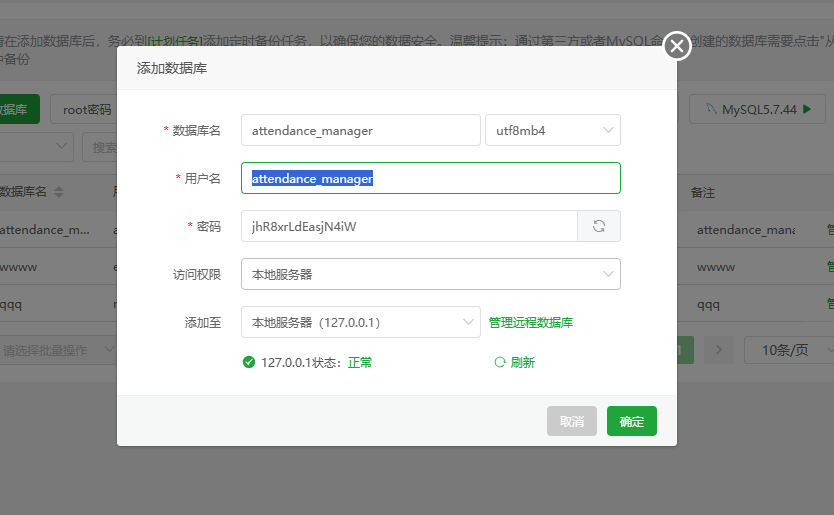 请在添加数据库后，务必到[计划任务]添加定时备份任务，以确保您的数据安全。温馨提示：通过第三方或者MySQL命 创建的数据库需要点击"从
备份
添加数据库
数据库
root密码
MySQL5.7.44
* 数据库名 attendance_manager utf8mb4
搜索
* 用户名 attendance_manager
数据库名
备注
* 密码 jhR8xrLdEasjN4iW
attendance_m...
attendance_mana
管
访问权限 本地服务器
wwww
wwww
管
qqq
qqq
管
添加至 本地服务器（127.0.0.1） 管理远程数据库
请选择批量操作
10条/页
127.0.0.1状态：正常 刷新
取消 确定